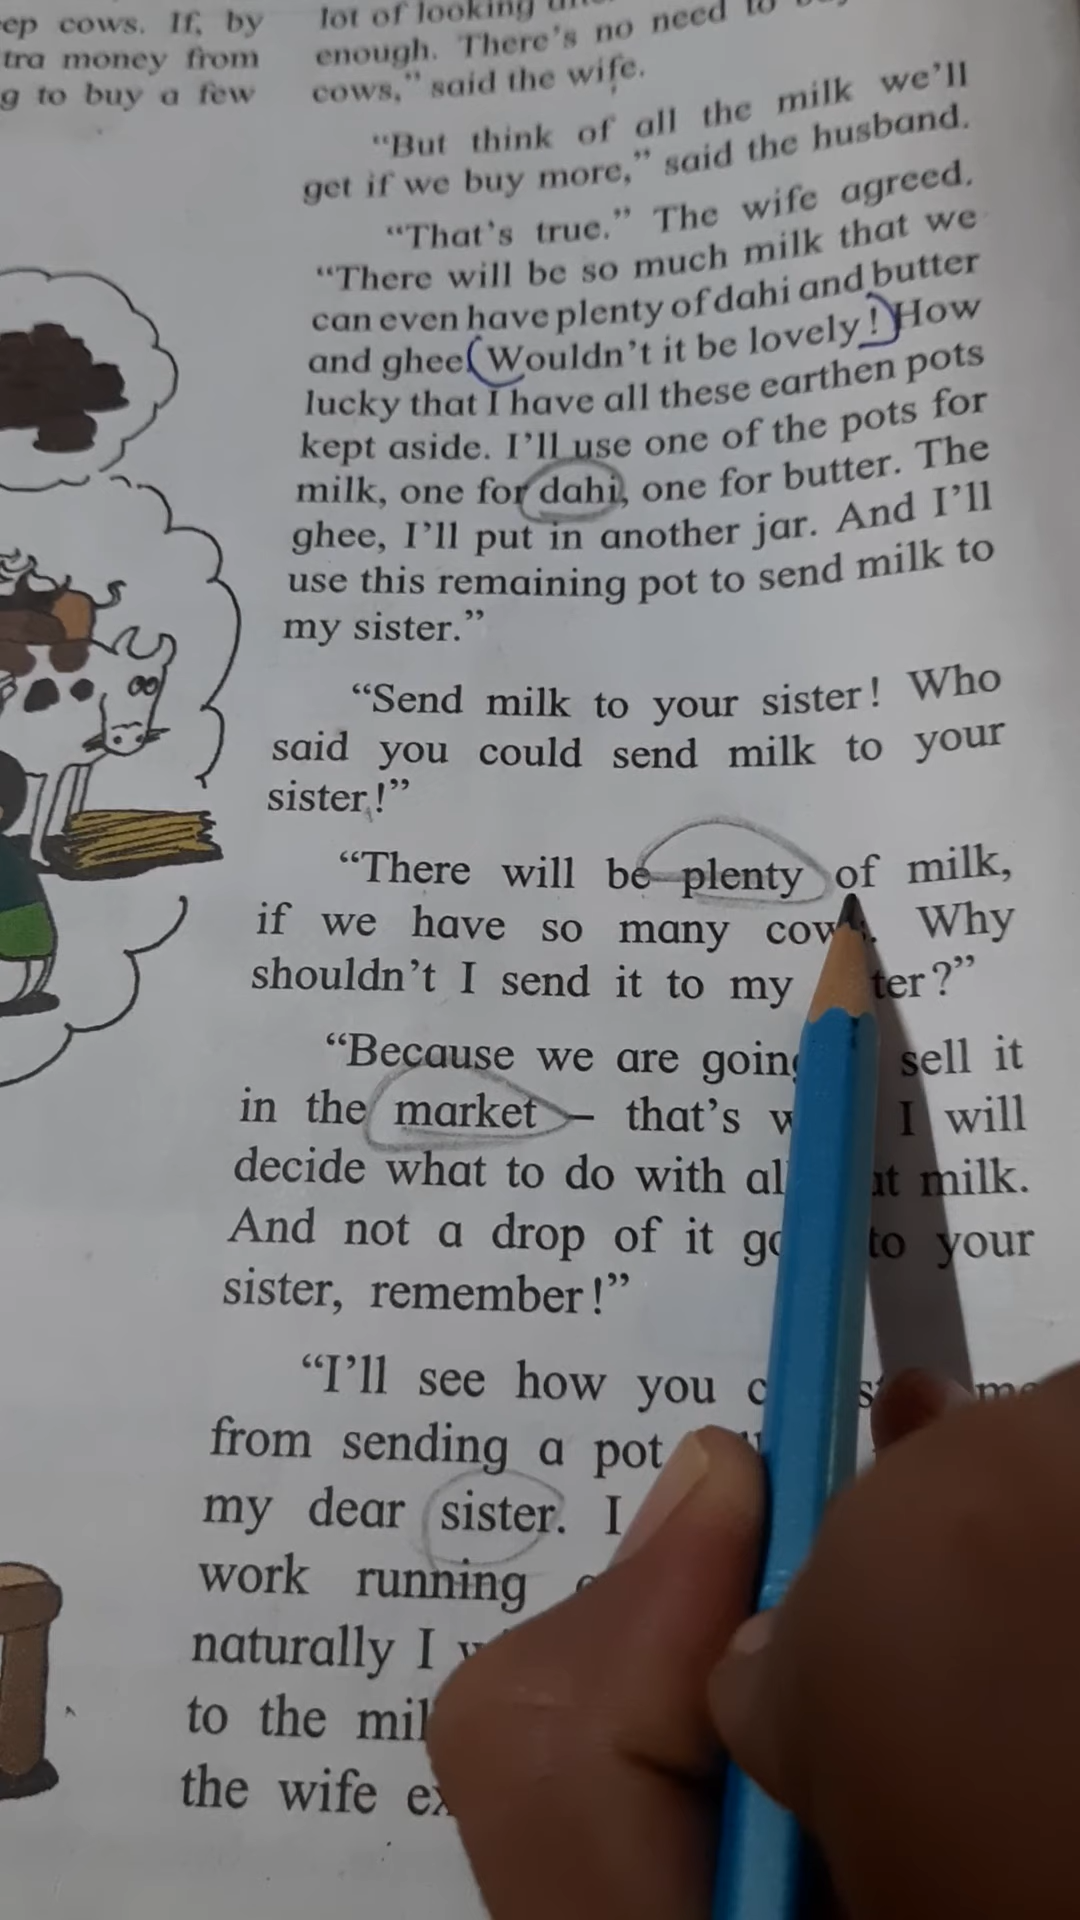 ep cows. If, by
tra money from
g to buy a few
lot of looking
enough. There's no need to
cows," said the wife.
"But think of all the milk we'll
get if we buy more," said the husband.
"That's true." The wife agreed.
"There will be so much milk that we
can even have plenty of dahi and butter
and ghee. Wouldn't it be lovely! How
lucky that I have all these earthen pots
kept aside. I'll use one of the pots for
milk, one for dahi, one for butter. The
ghee, I'll put in another jar. And I'll
use this remaining pot to send milk to
my sister."
"Send milk to your sister! Who
said you could send milk to your
sister!"
"There will be plenty of milk,
if we have so many cow. Why
shouldn't I send it to my ter?"
"Because we are going sell it
in the market – that's w I will
decide what to do with al at milk.
And not a drop of it go to your
sister, remember!"
"I'll see how you c st me
from sending a pot
my dear sister. I
work running
naturally I w
to the mil
the wife ex